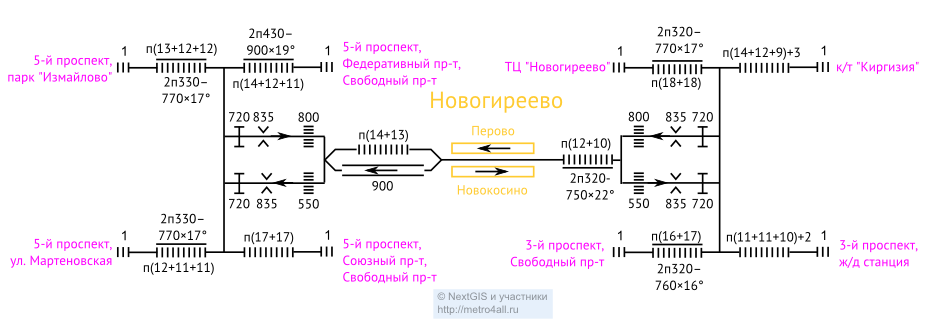 5-й проспект,
парк "Измайлово"
1
п(13+12+12)
2п330–
770×17°
2п430–
900×19°
п(14+12+11)
1
5-й проспект,
Федеративный пр-т,
Свободный пр-т
ТЦ "Новогиреево"
1
2п320–
770×17°
п(18+18)
п(14+12+9)+3
1
к/т "Киргизия"
Новогиреево
720 835 800
720 835 550
п(14+13)
900
Перово
Новокосино
п(12+10)
2п320-
750×22°
800 835 720
550 835 720
5-й проспект,
ул. Мартеновская
1
2п330–
770×17°
п(12+11+11)
п(17+17)
1
5-й проспект,
Союзный пр-т,
Свободный пр-т
3-й проспект,
Свободный пр-т
1
п(16+17)
2п320–
760×16°
п(11+11+10)+2
1
3-й проспект,
ж/д станция
© NextGIS и участники
http://metro4all.ru